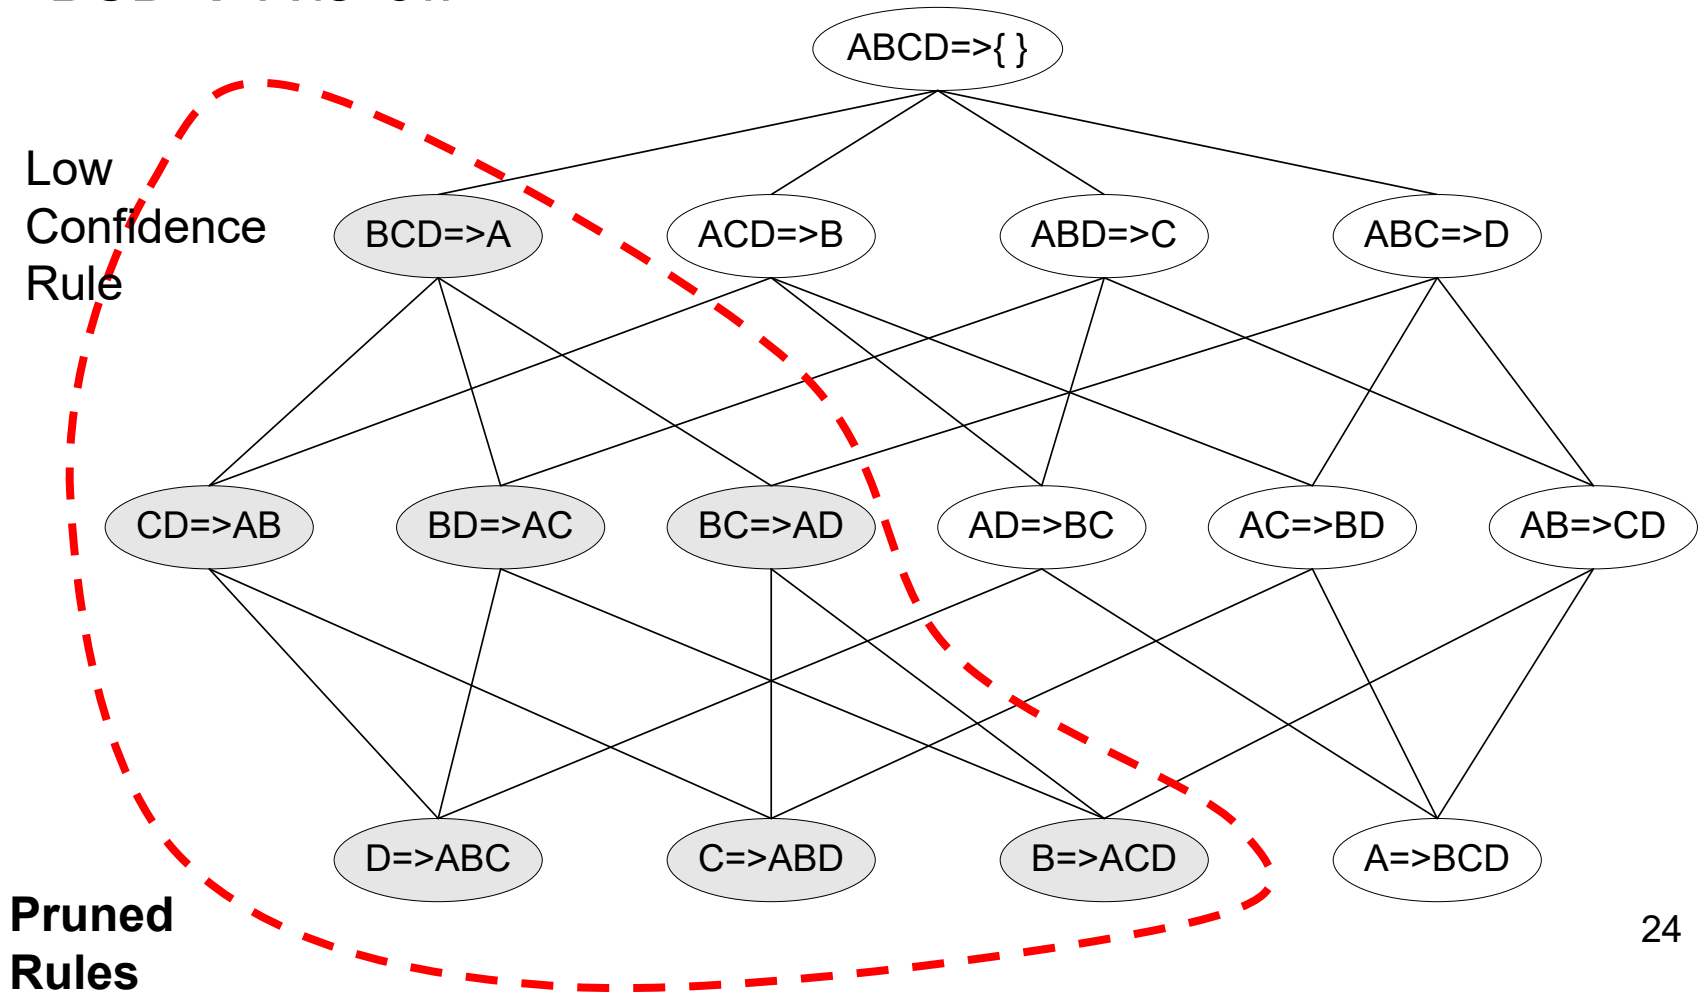 ABCD=>{ }
Low
Confidence
Rule
BCD=>A ACD=>B ABD=>C ABC=>D
CD=>AB BD=>AC BC=>AD AD=>BC AC=>BD AB=>CD
D=>ABC C=>ABD B=>ACD A=>BCD
Pruned
Rules
24